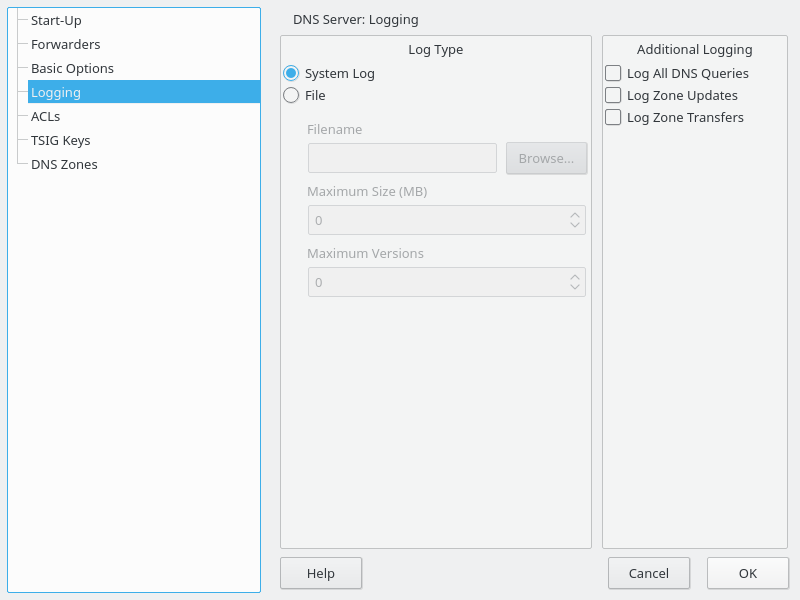 Start-Up
Forwarders
Basic Options
Logging
ACLs
TSIG Keys
DNS Zones
DNS Server: Logging
Log Type
System Log
File
Filename
Browse...
Maximum Size (MB)
0
Maximum Versions
0
Additional Logging
Log All DNS Queries
Log Zone Updates
Log Zone Transfers
Help
Cancel
OK